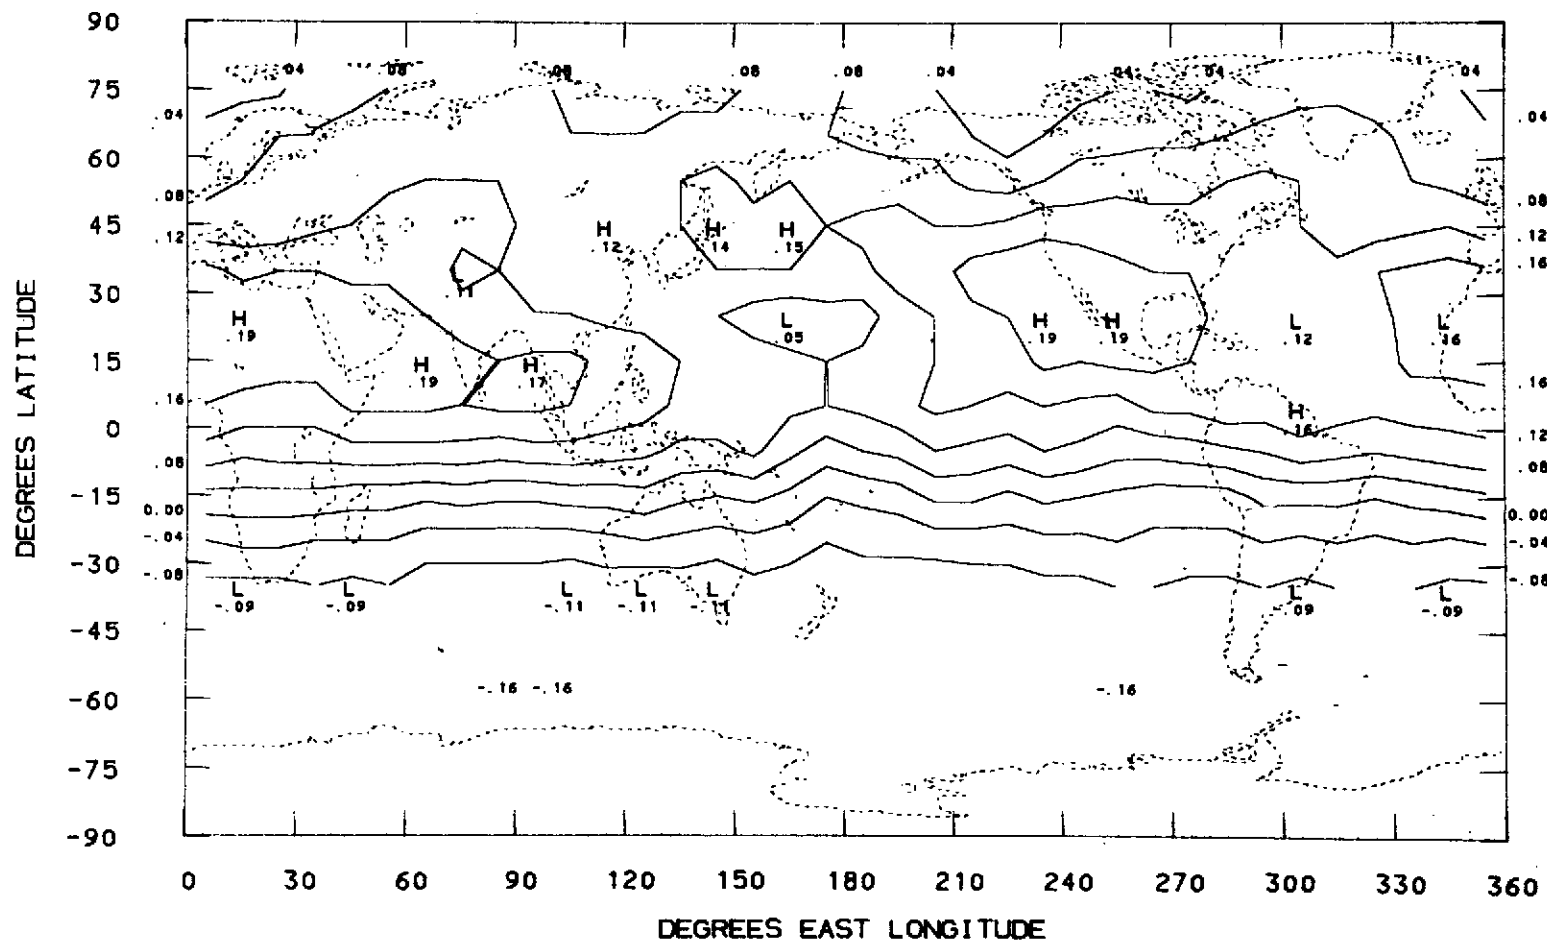 90
.04 .08 .08 .08 .08 .04 .04 .04 .04
75
.04 .04
60
.08 .08
45
H .12 H .14 H .15
.12 .12
.16
30
H
H .19 L .05 H .19 H .19 L .12 L .16
15
H .19 H .17
.16 .16
0
H .16
.12
.08 .08
-15
0.00 0.00
-.04 -.04
-30
-.08 -.08
L -.09 L -.09 L -.11 L -.11 L -.11 L -.09 L -.09
-45
-.16 -.16 -.16
-60
-75
-90
0 30 60 90 120 150 180 210 240 270 300 330 360
DEGREES LATITUDE
DEGREES EAST LONGITUDE